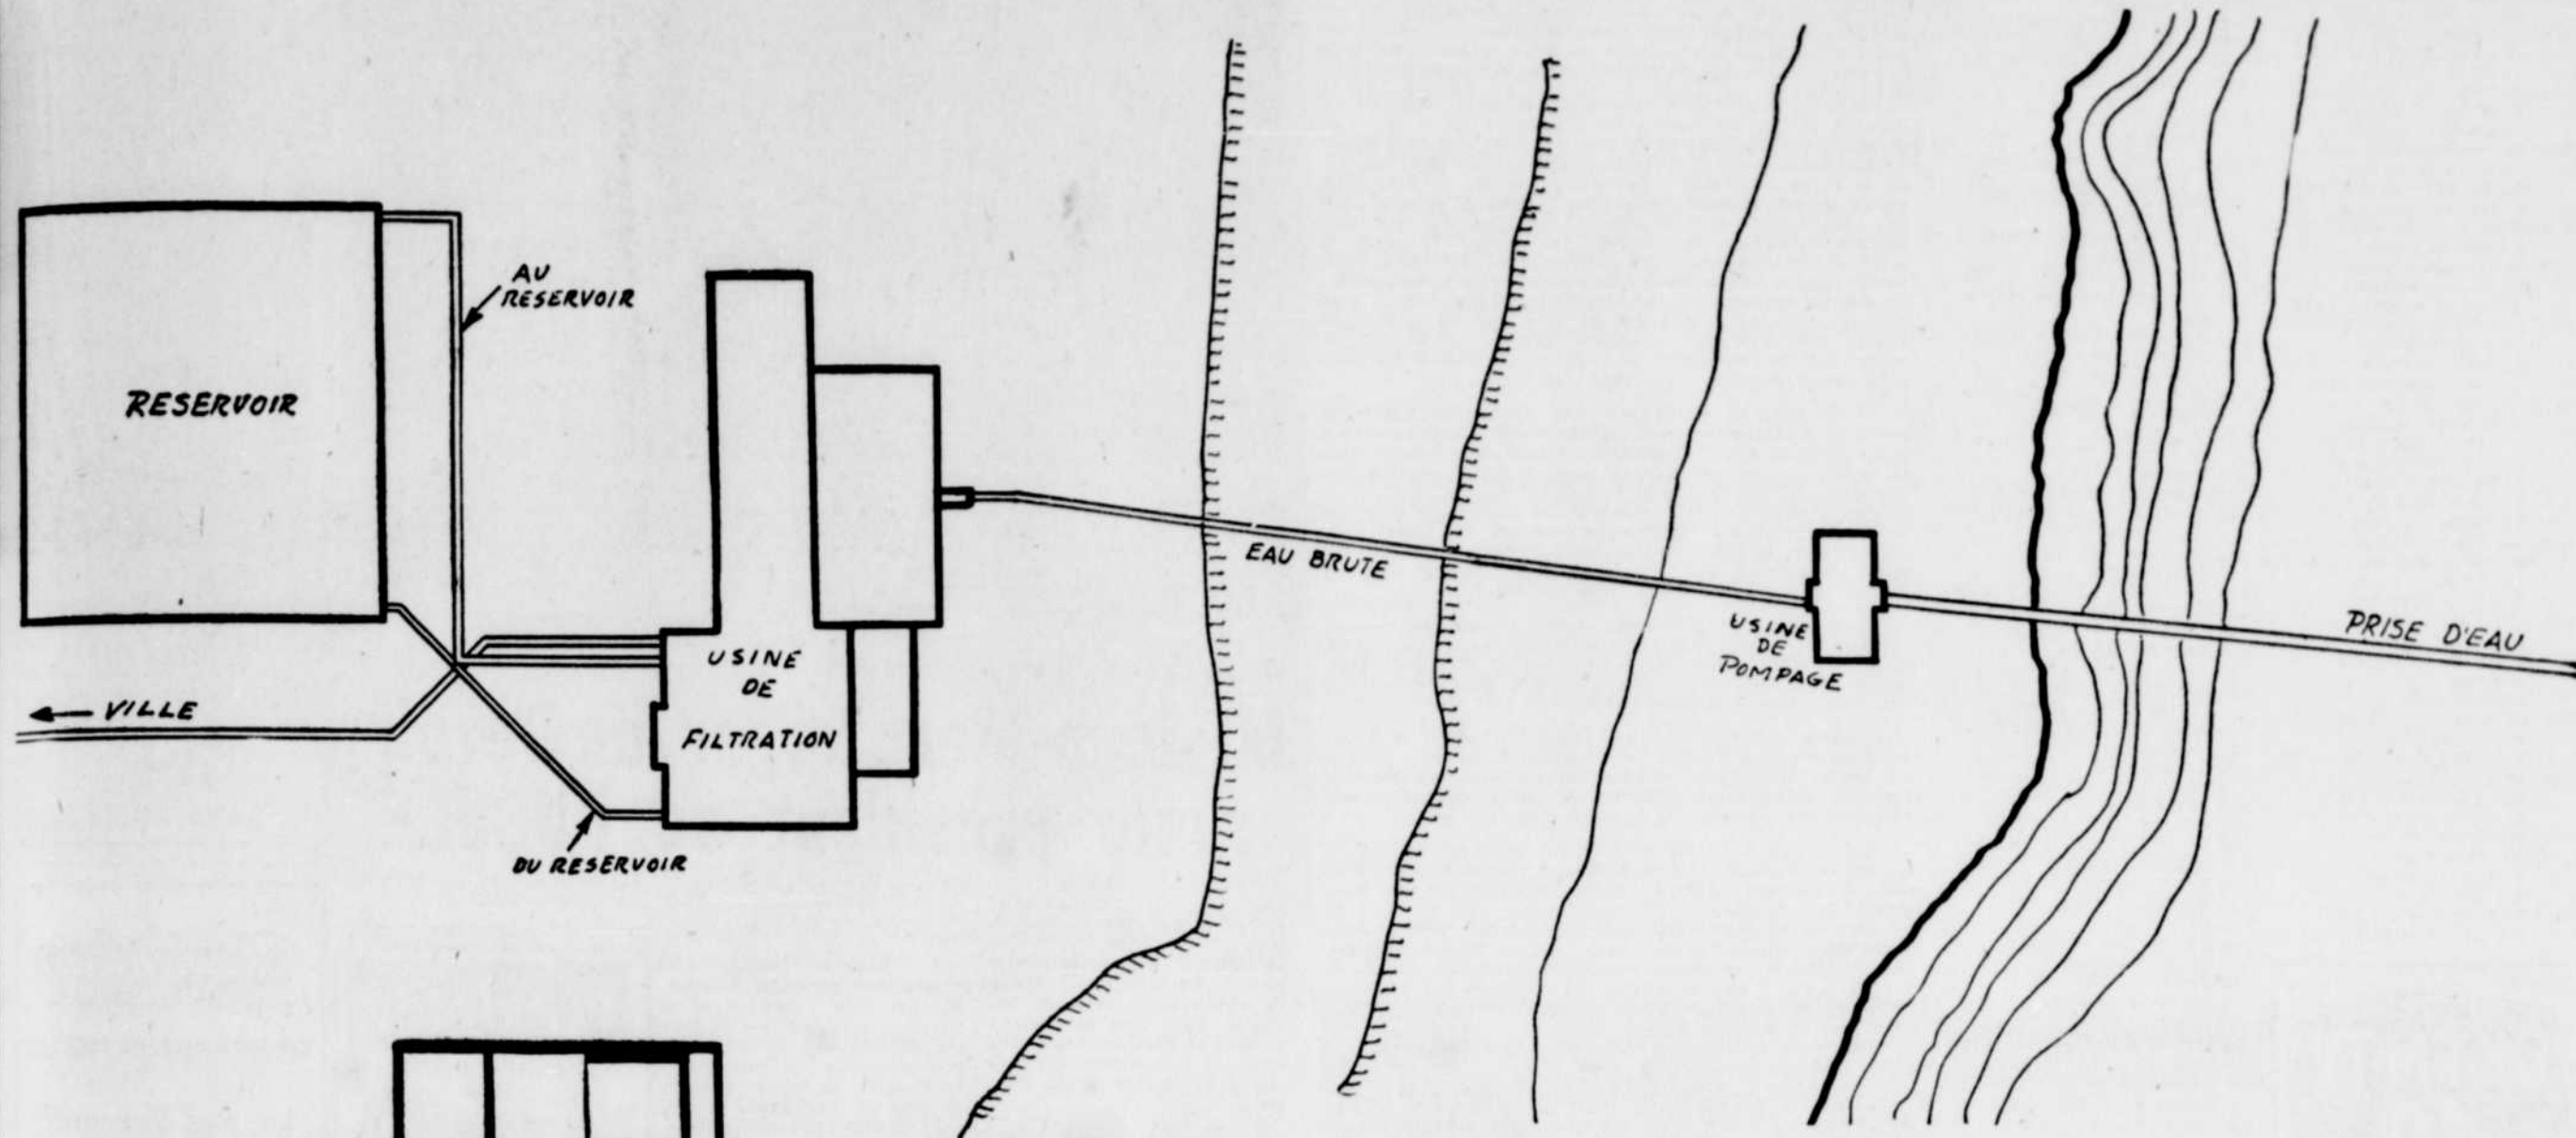 AU
RESERVOIR
RESERVOIR
EAU BRUTE
USINE
DE
POMPAGE
PRISE D'EAU
USINE
DE
FILTRATION
← VILLE
DU RESERVOIR